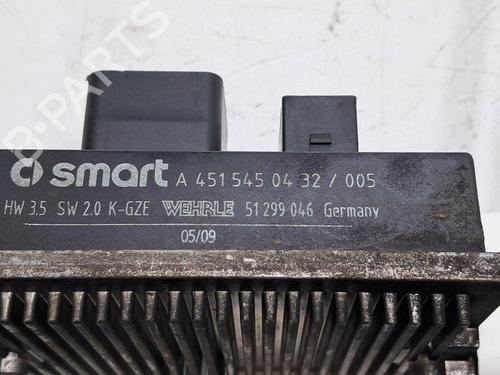 smart A 451 545 04 32 / 005
HW 3.5 SW 2.0 K-GZE WEHRLE 51 299 046 Germany
05/09